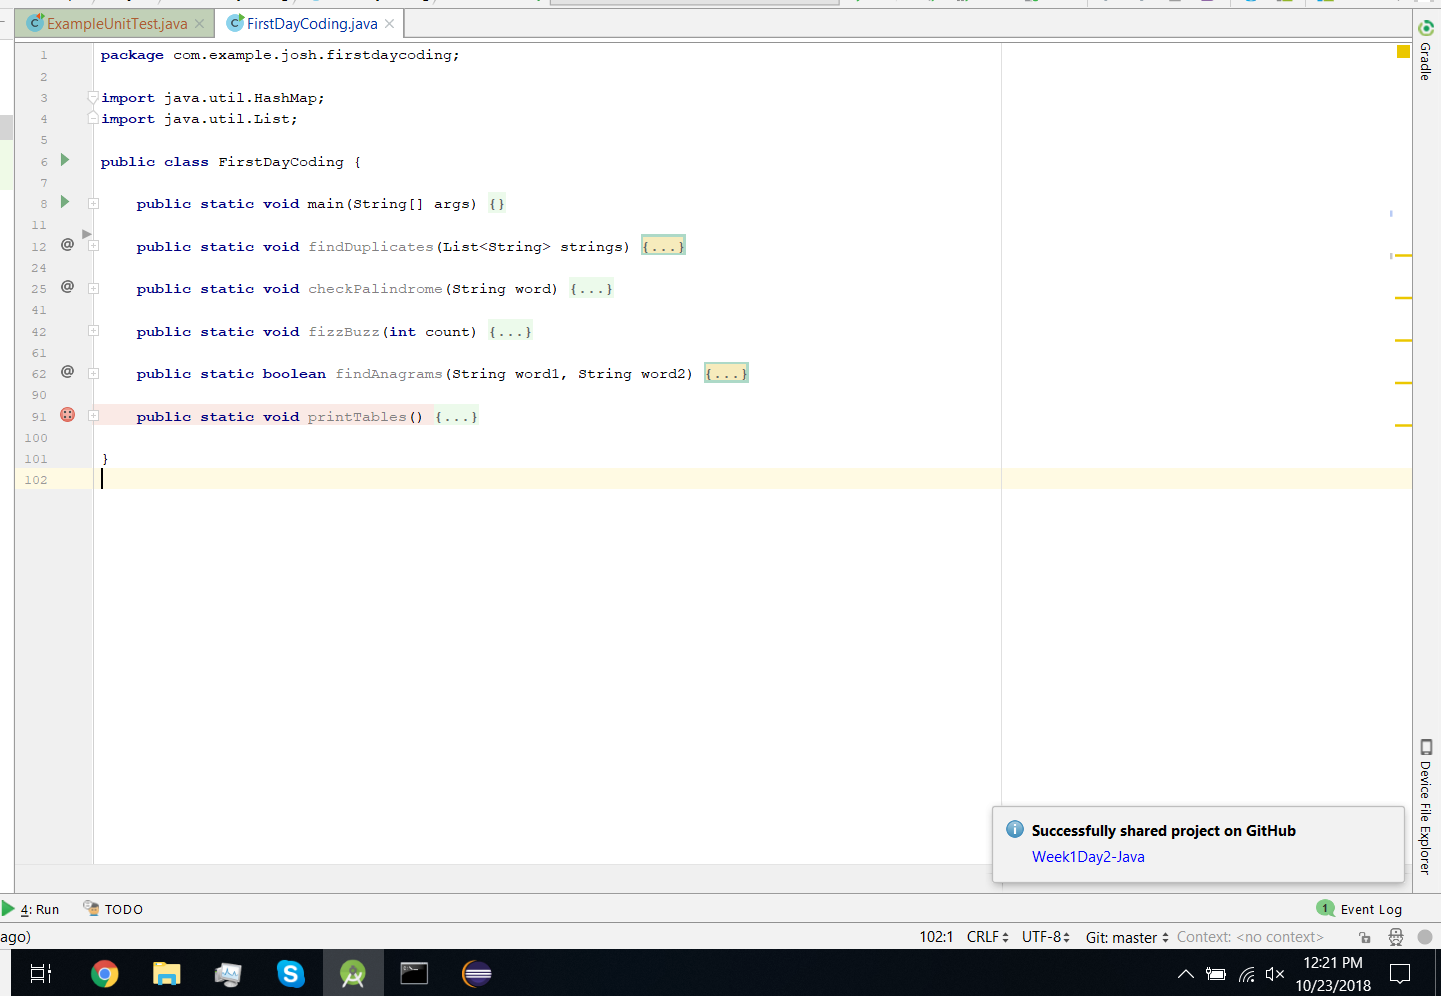 ExampleUnitTest.java
FirstDayCoding.java
1 package com.example.josh.firstdaycoding;
2
3 import java.util.HashMap;
4 import java.util.List;
5
6 public class FirstDayCoding {
7
8 public static void main(String[] args) {}
11
12 @ public static void findDuplicates(List<String> strings) {...}
24
25 @ public static void checkPalindrome(String word) {...}
41
42 public static void fizzBuzz(int count) {...}
61
62 @ public static boolean findAnagrams(String word1, String word2) {...}
90
91 public static void printTables() {...}
100
101 }
102
Gradle
Device File Explorer
Successfully shared project on GitHub
Week1Day2-Java
4: Run TODO
1 Event Log
ago) 102:1 CRLF UTF-8 Git: master Context: <no context>
12:21 PM
10/23/2018